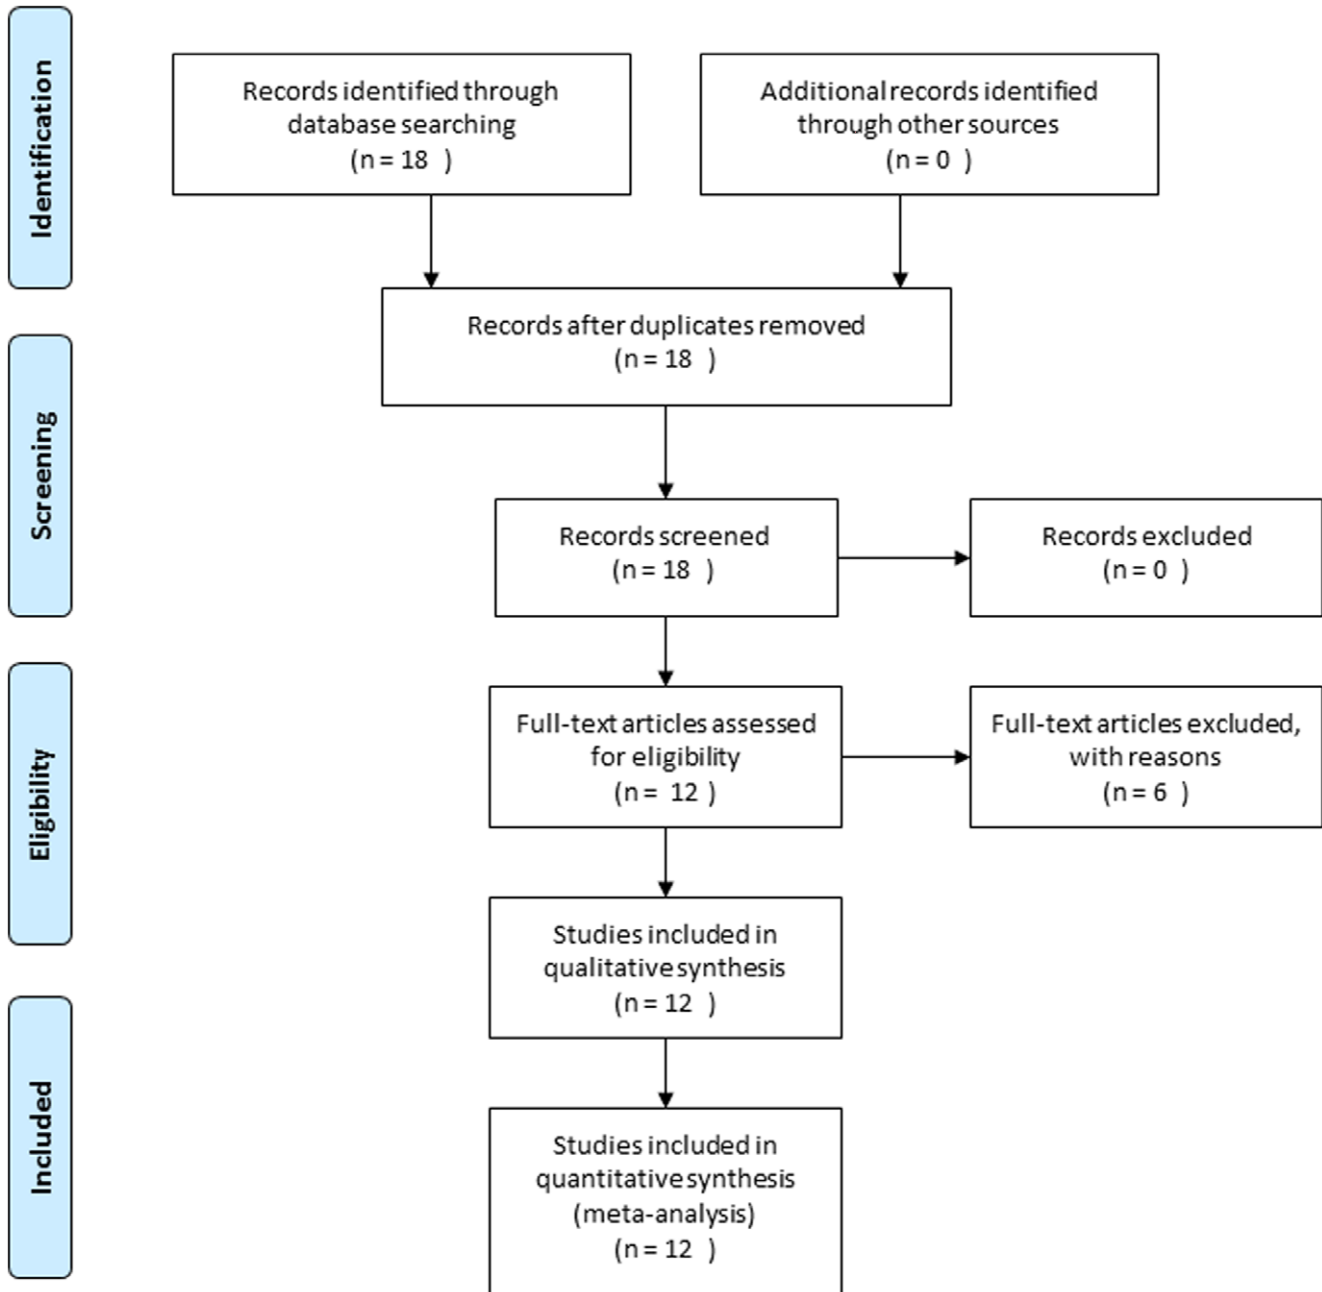 Identification
Records identified through
database searching
(n = 18  )
Additional records identified
through other sources
(n = 0  )
Records after duplicates removed
(n = 18  )
Screening
Records screened
(n = 18  )
Records excluded
(n = 0  )
Eligibility
Full-text articles assessed
for eligibility
(n =  12 )
Full-text articles excluded,
with reasons
(n = 6  )
Studies included in
qualitative synthesis
(n = 12  )
Included
Studies included in
quantitative synthesis
(meta-analysis)
(n = 12  )